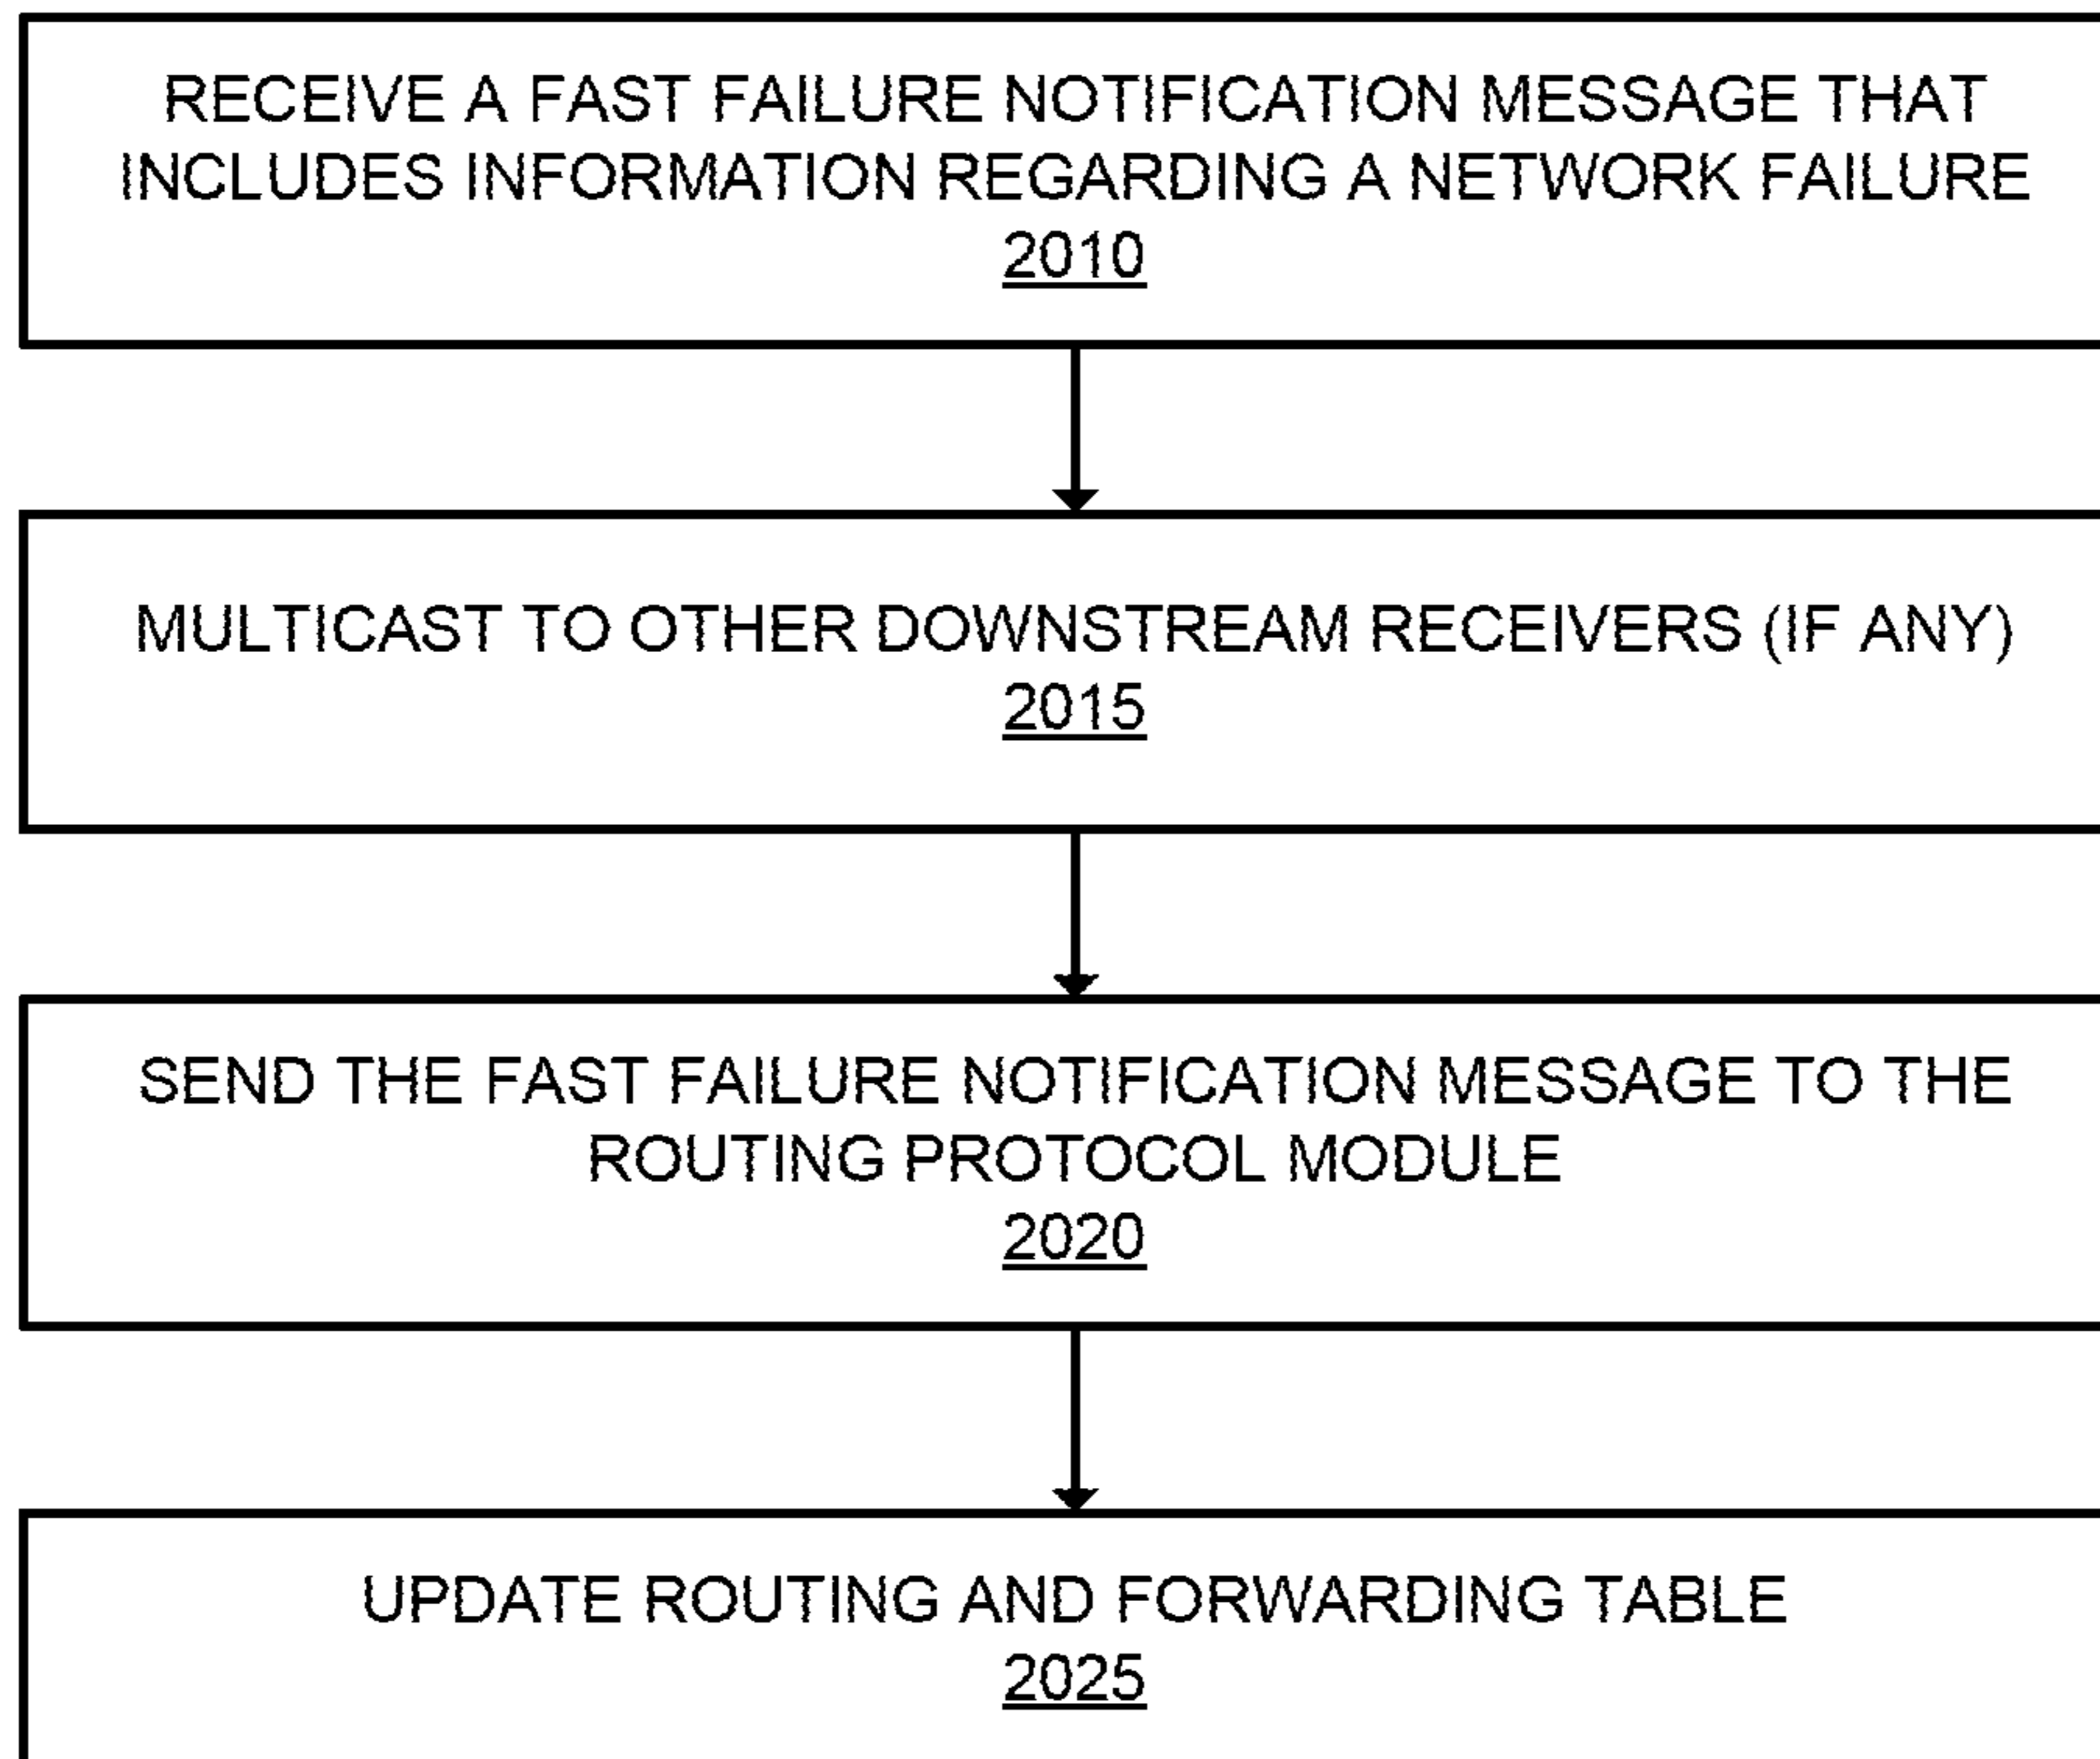 RECEIVE A FAST FAILURE NOTIFICATION MESSAGE THAT
INCLUDES INFORMATION REGARDING A NETWORK FAILURE
2010
MULTICAST TO OTHER DOWNSTREAM RECEIVERS (IF ANY)
2015
SEND THE FAST FAILURE NOTIFICATION MESSAGE TO THE
ROUTING PROTOCOL MODULE
2020
UPDATE ROUTING AND FORWARDING TABLE
2025